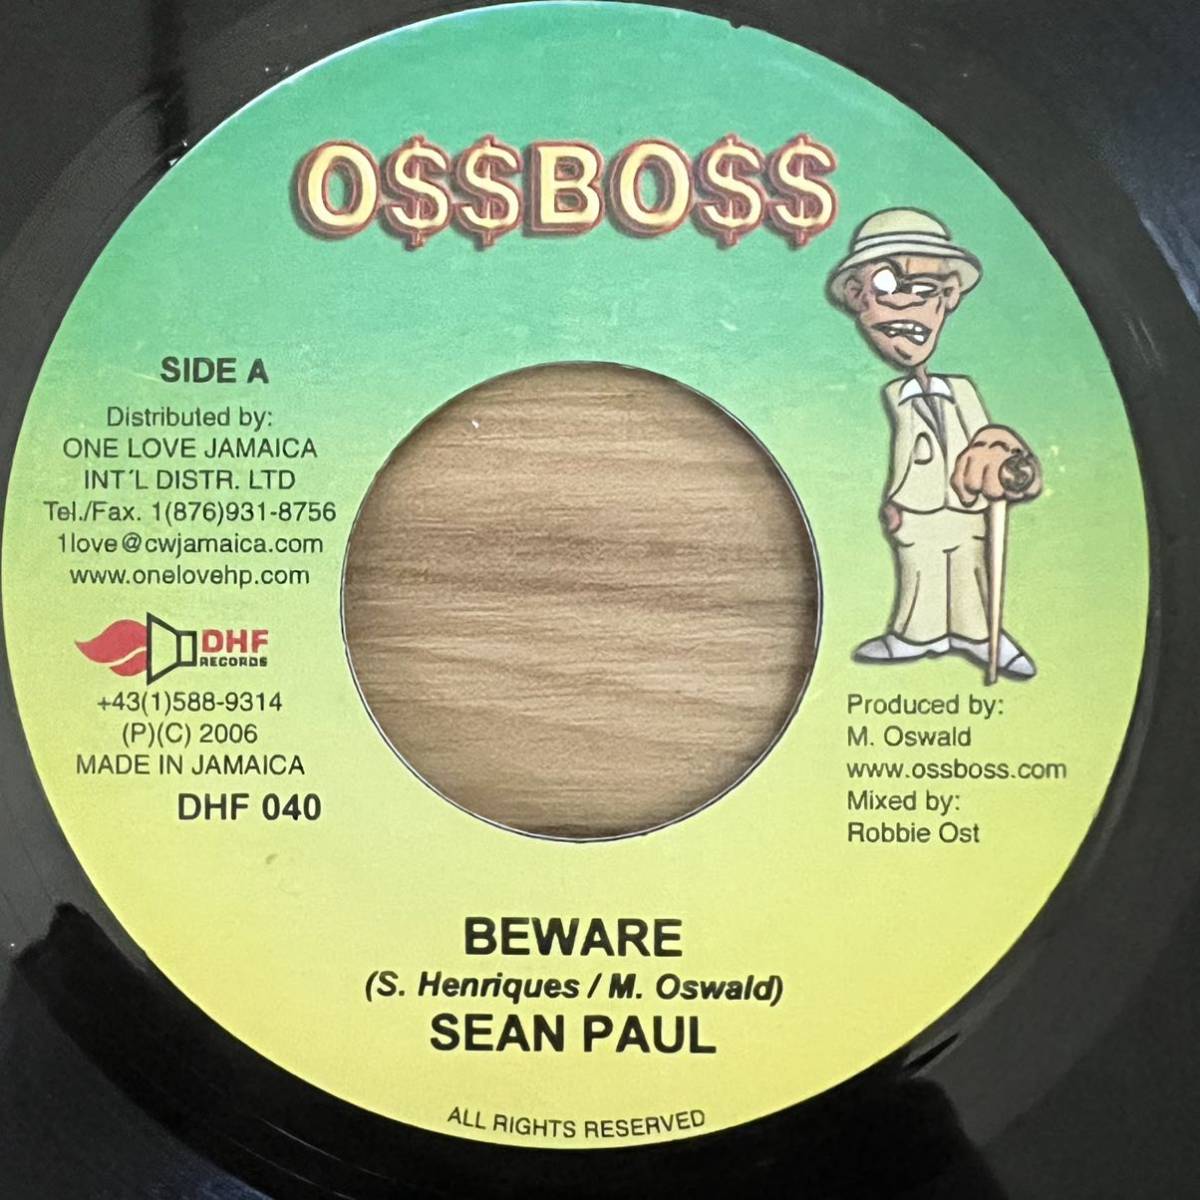 O$$BO$$
SIDE A
Distributed by:
ONE LOVE JAMAICA
INT´L DISTR. LTD
Tel./Fax. 1(876)931-8756
1love@cwjamaica.com
www.onelovehp.com
DHF
RECORDS
+43(1)588-9314
(P)(C) 2006
MADE IN JAMAICA
DHF 040
$
Produced by:
M. Oswald
www.ossboss.com
Mixed by:
Robbie Ost
BEWARE
(S. Henriques / M. Oswald)
SEAN PAUL
ALL RIGHTS RESERVED